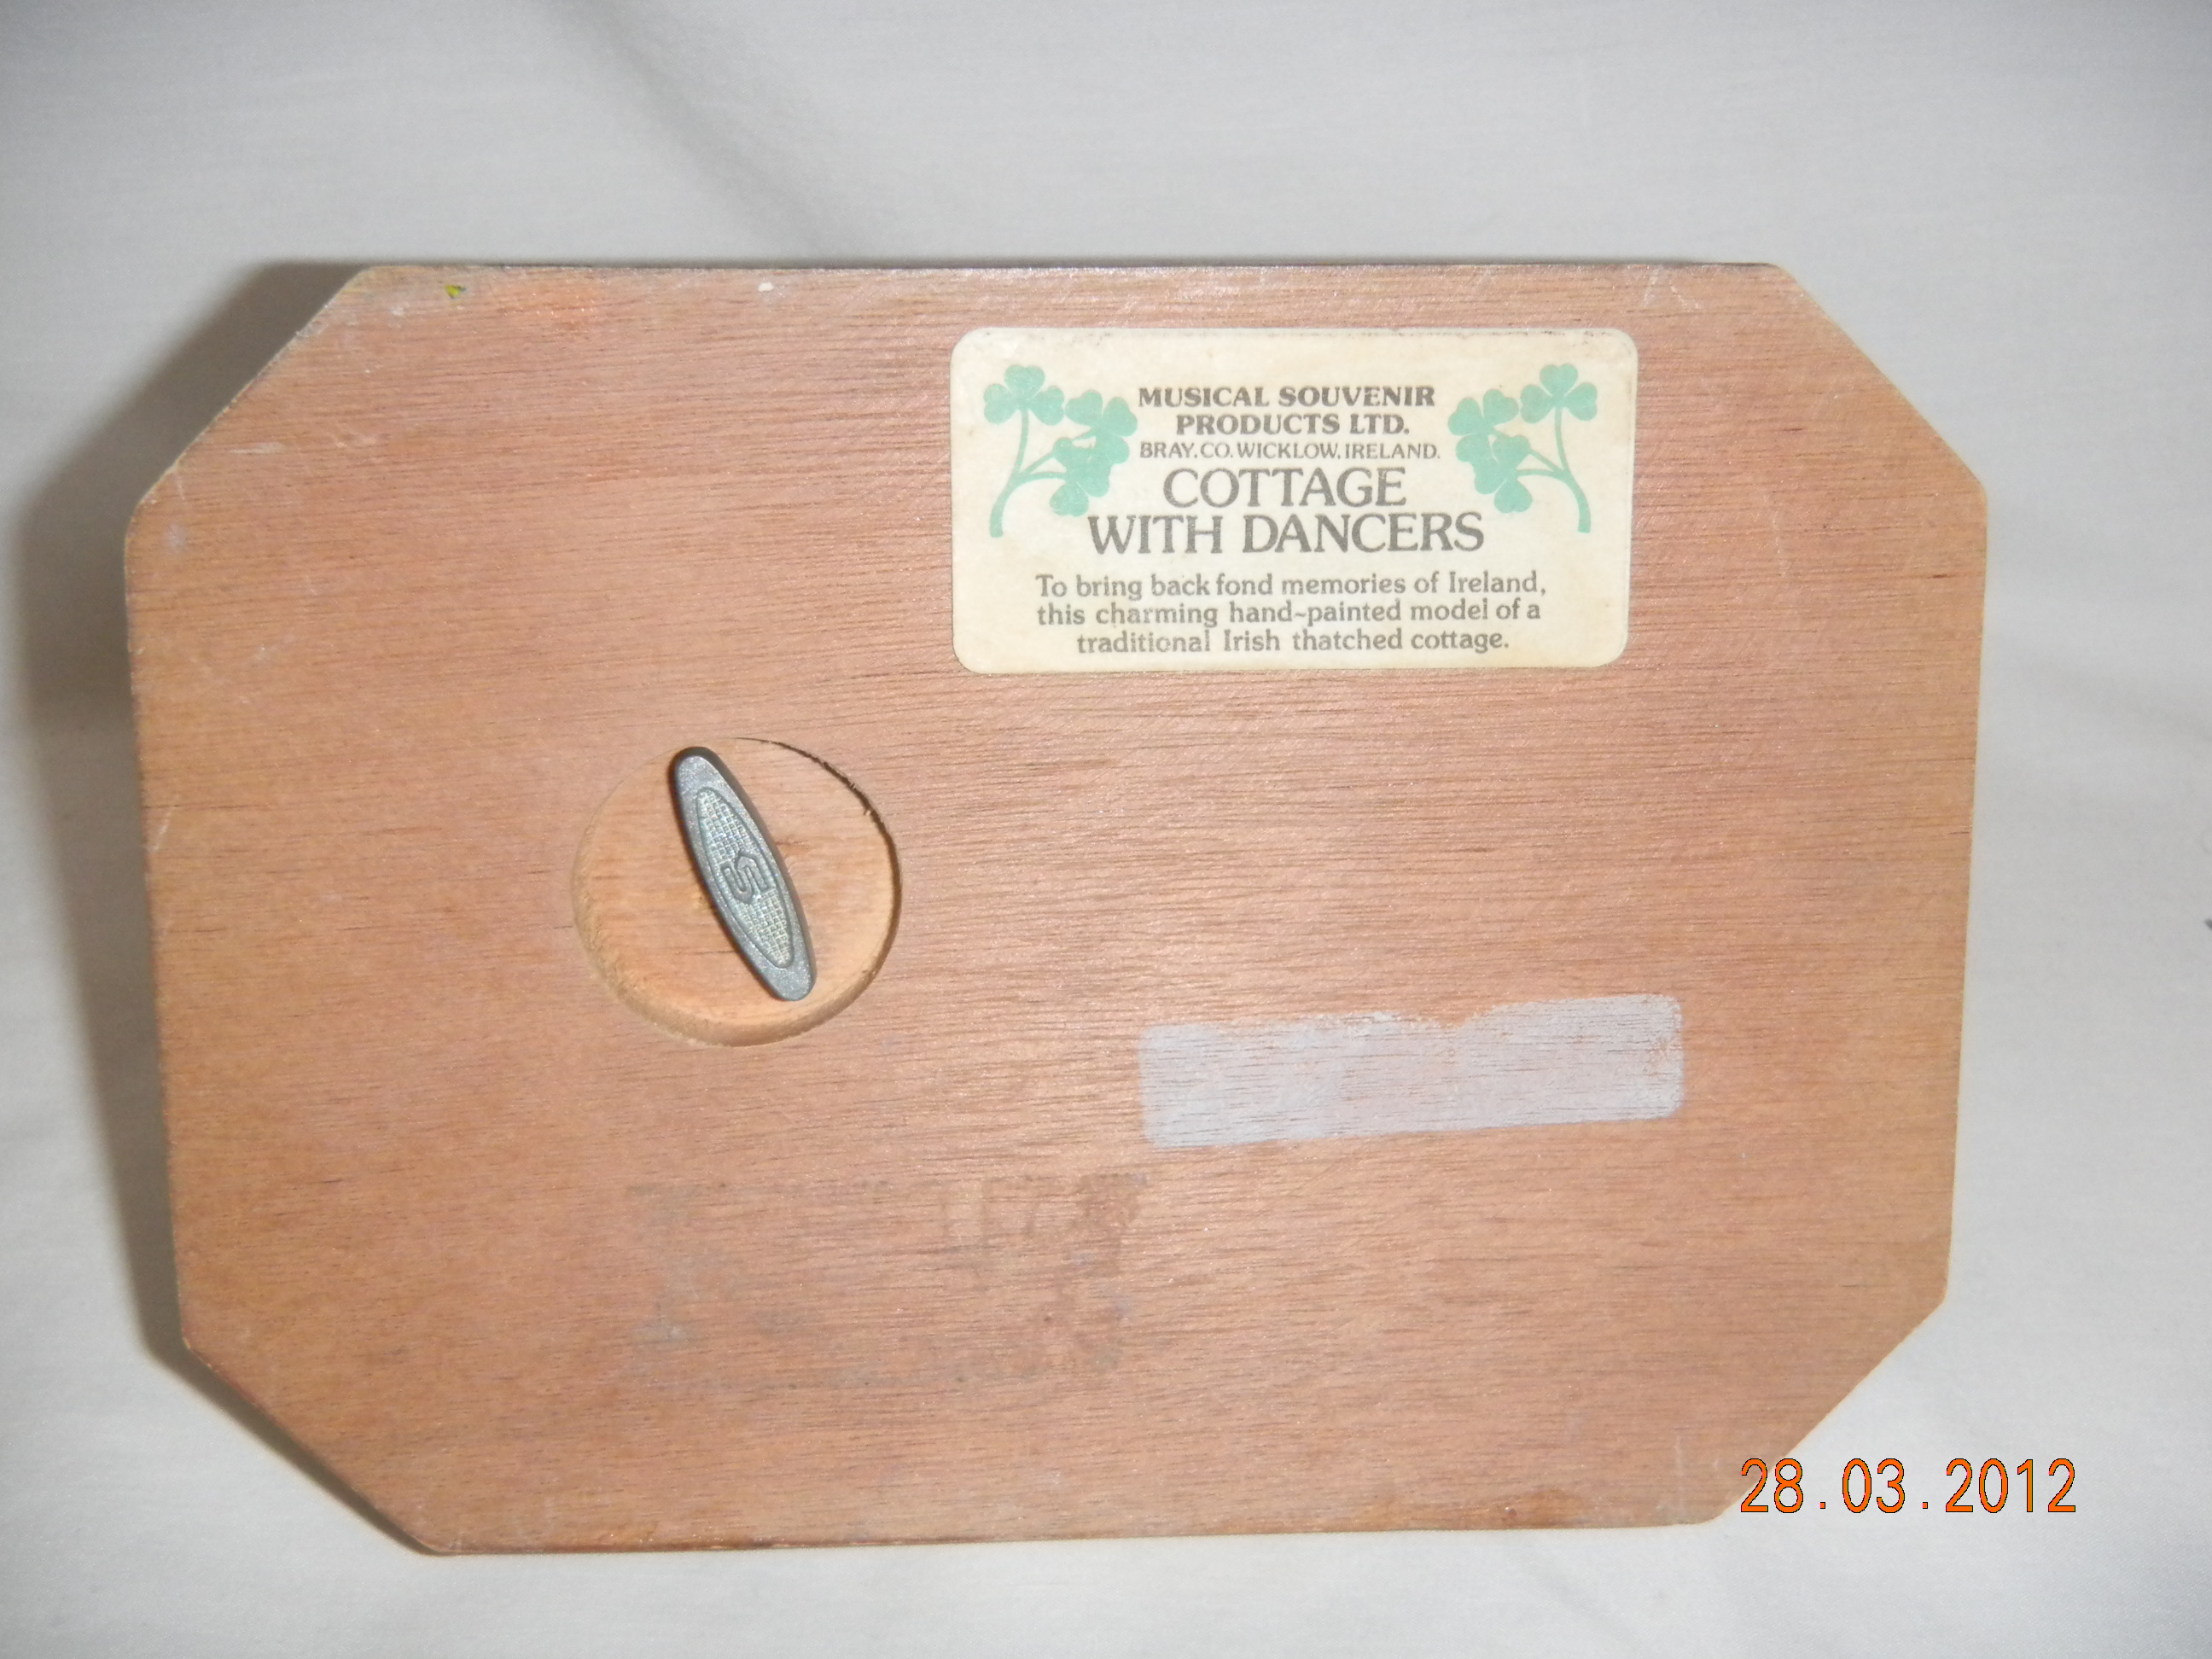 MUSICAL SOUVENIR
PRODUCTS LTD.
BRAY.CO.WICKLOW.IRELAND.
COTTAGE
WITH DANCERS
To bring back fond memories of Ireland,
this charming hand-painted model of a
traditional Irish thatched cottage.
S
28.03.2012